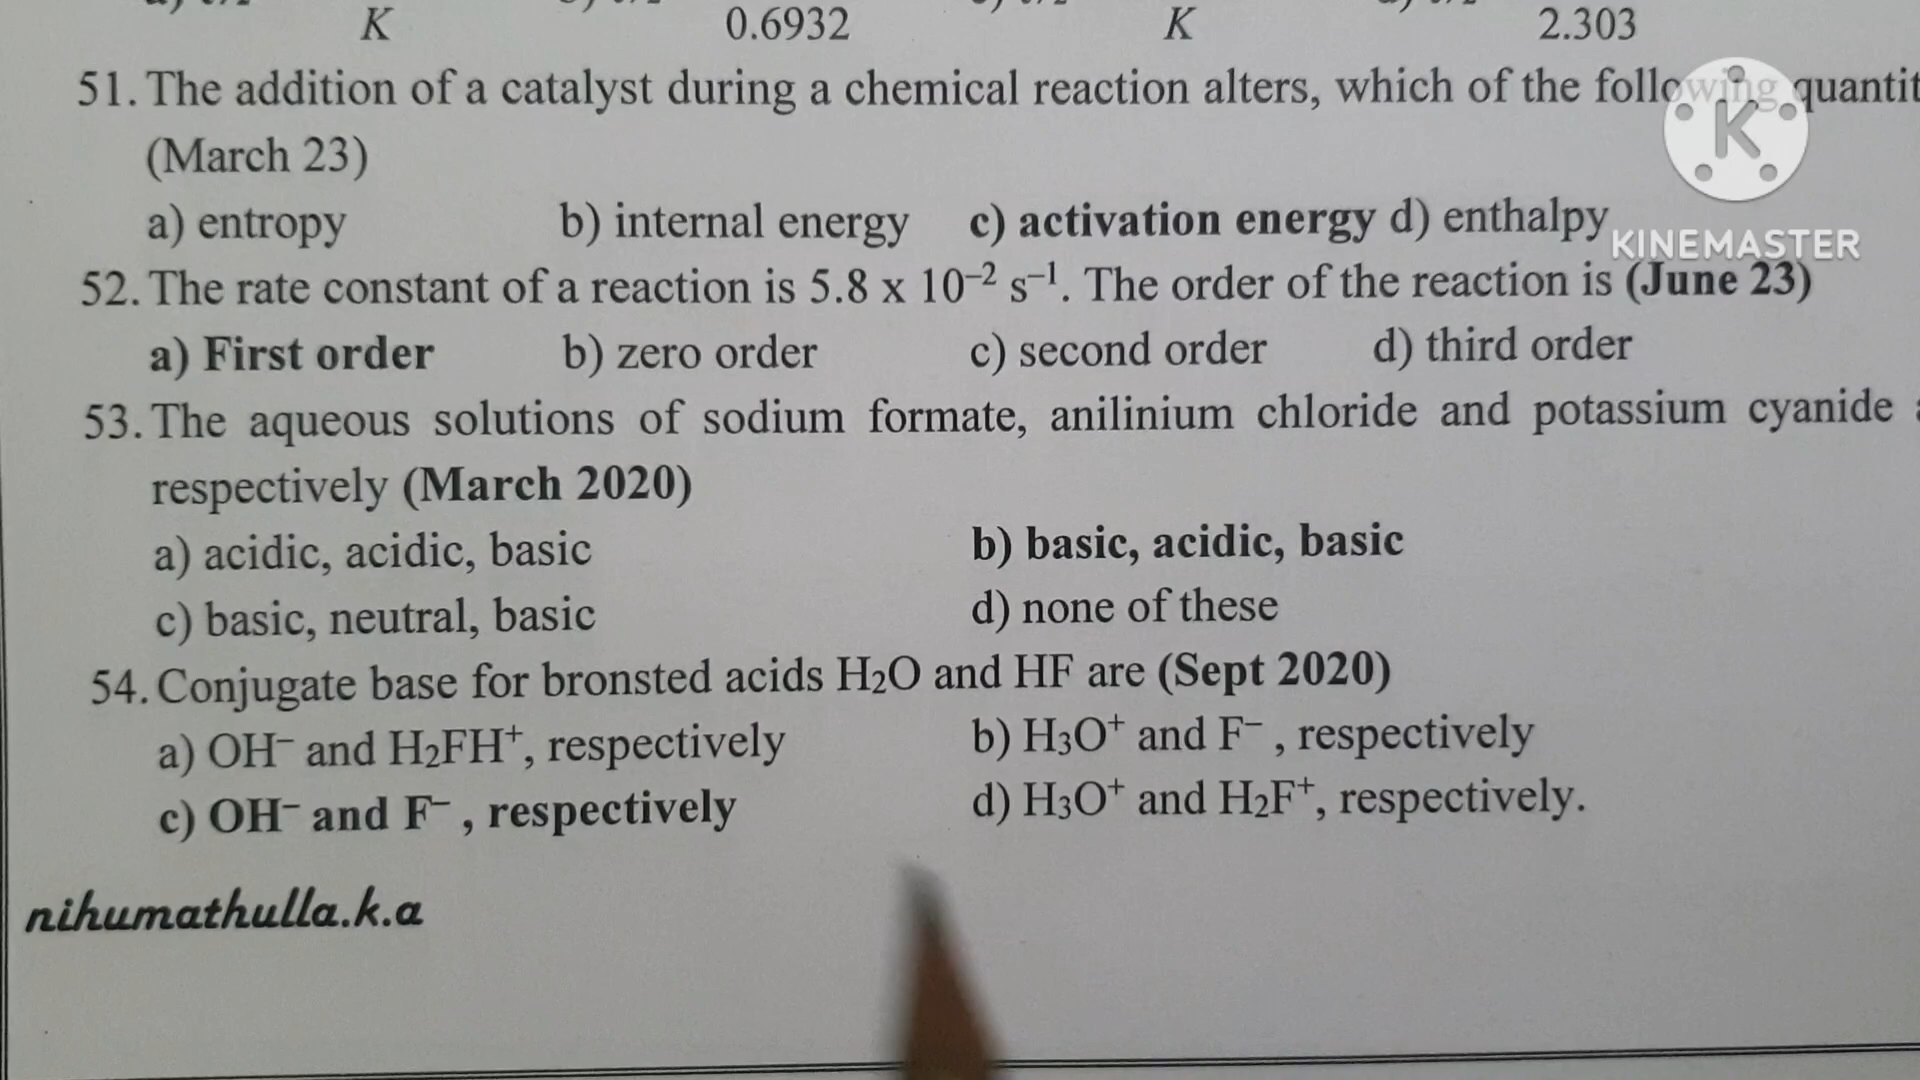 K 0.6932 K 2.303
51. The addition of a catalyst during a chemical reaction alters, which of the following quantit
(March 23)
a) entropy b) internal energy c) activation energy d) enthalpy
KINEMASTER
52. The rate constant of a reaction is 5.8 x 10⁻² s⁻¹. The order of the reaction is (June 23)
a) First order b) zero order c) second order d) third order
53. The aqueous solutions of sodium formate, anilinium chloride and potassium cyanide
respectively (March 2020)
a) acidic, acidic, basic b) basic, acidic, basic
c) basic, neutral, basic d) none of these
54. Conjugate base for bronsted acids H₂O and HF are (Sept 2020)
a) OH⁻ and H₂FH⁺, respectively b) H₃O⁺ and F⁻ , respectively
c) OH⁻ and F⁻ , respectively d) H₃O⁺ and H₂F⁺, respectively.
nihumathulla.k.a